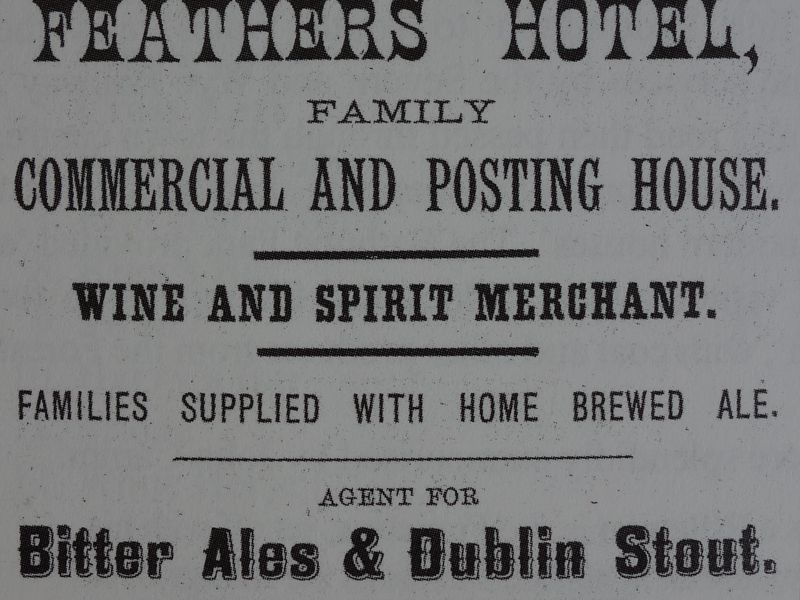 FEATHERS HOTEL,
FAMILY
COMMERCIAL AND POSTING HOUSE.
WINE AND SPIRIT MERCHANT.
FAMILIES SUPPLIED WITH HOME BREWED ALE.
AGENT FOR
Bitter Ales & Dublin Stout.